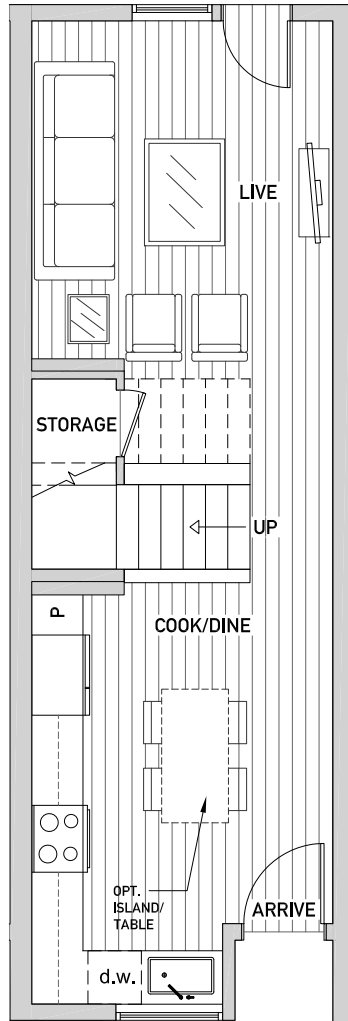 LIVE
STORAGE
UP
P
COOK/DINE
OPT.
ISLAND/
TABLE
ARRIVE
d.w.